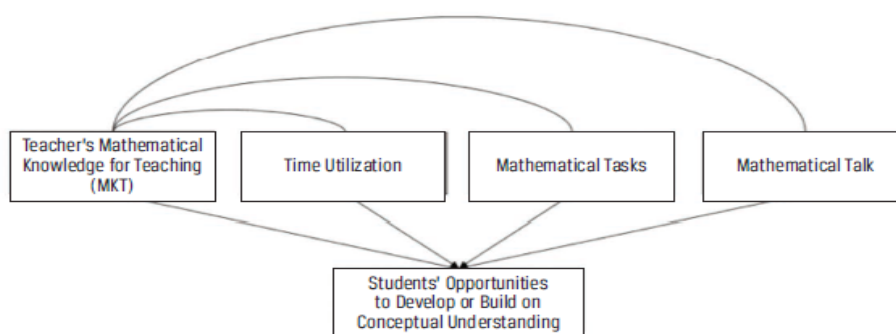 Teacher's Mathematical
Knowledge for Teaching
(MKT)
Time Utilization
Mathematical Tasks
Mathematical Talk
Students' Opportunities
to Develop or Build on
Conceptual Understanding